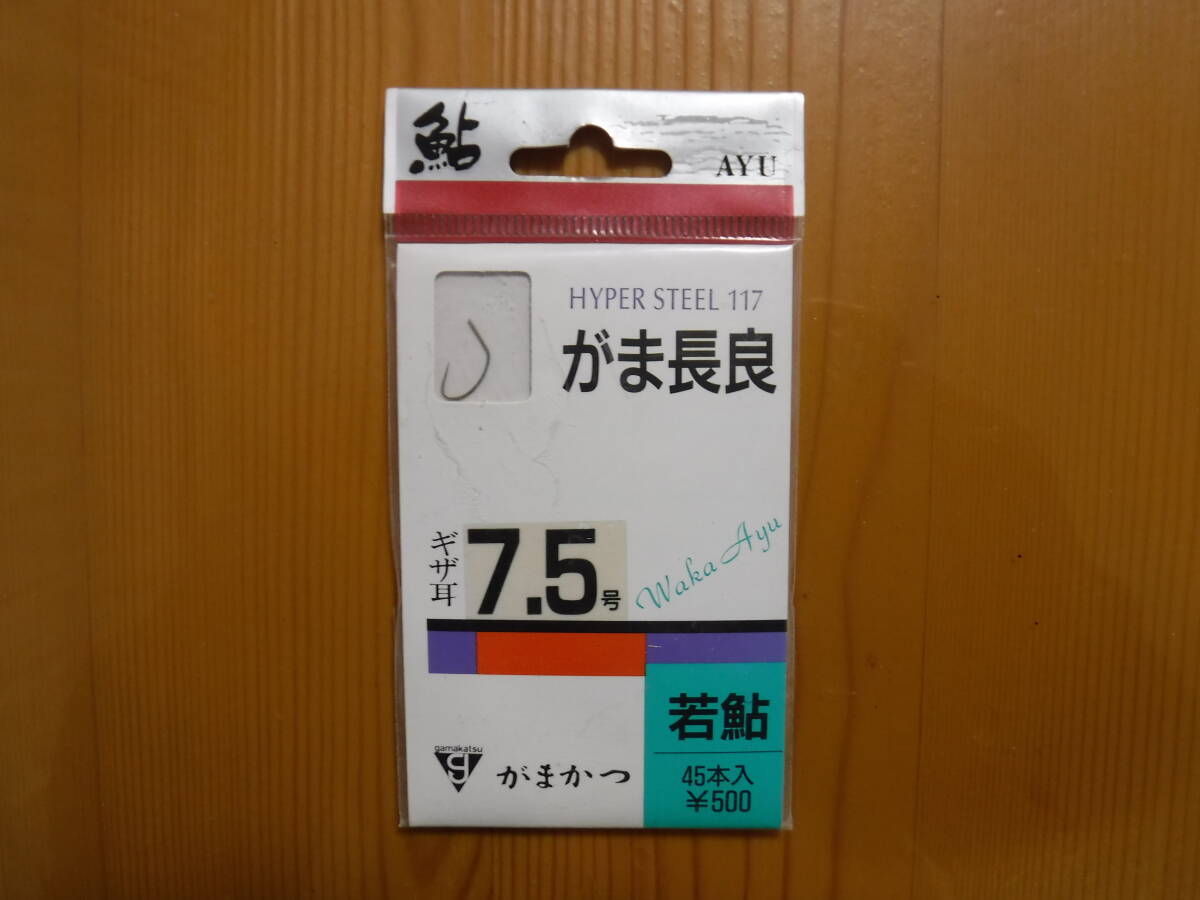 鮎
AYU
HYPER STEEL 117
がま長良
ギザ耳
7.5号
Waka Ayu
若鮎
45本入
¥500
gamakatsu
がまかつ